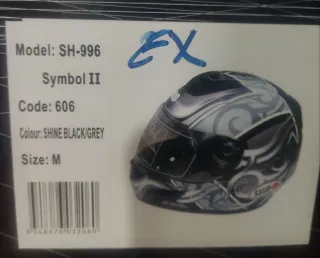 Model: SH-996
EX
Symbol II
Code: 606
Colour: SHINE BLACK/GREY
Size: M